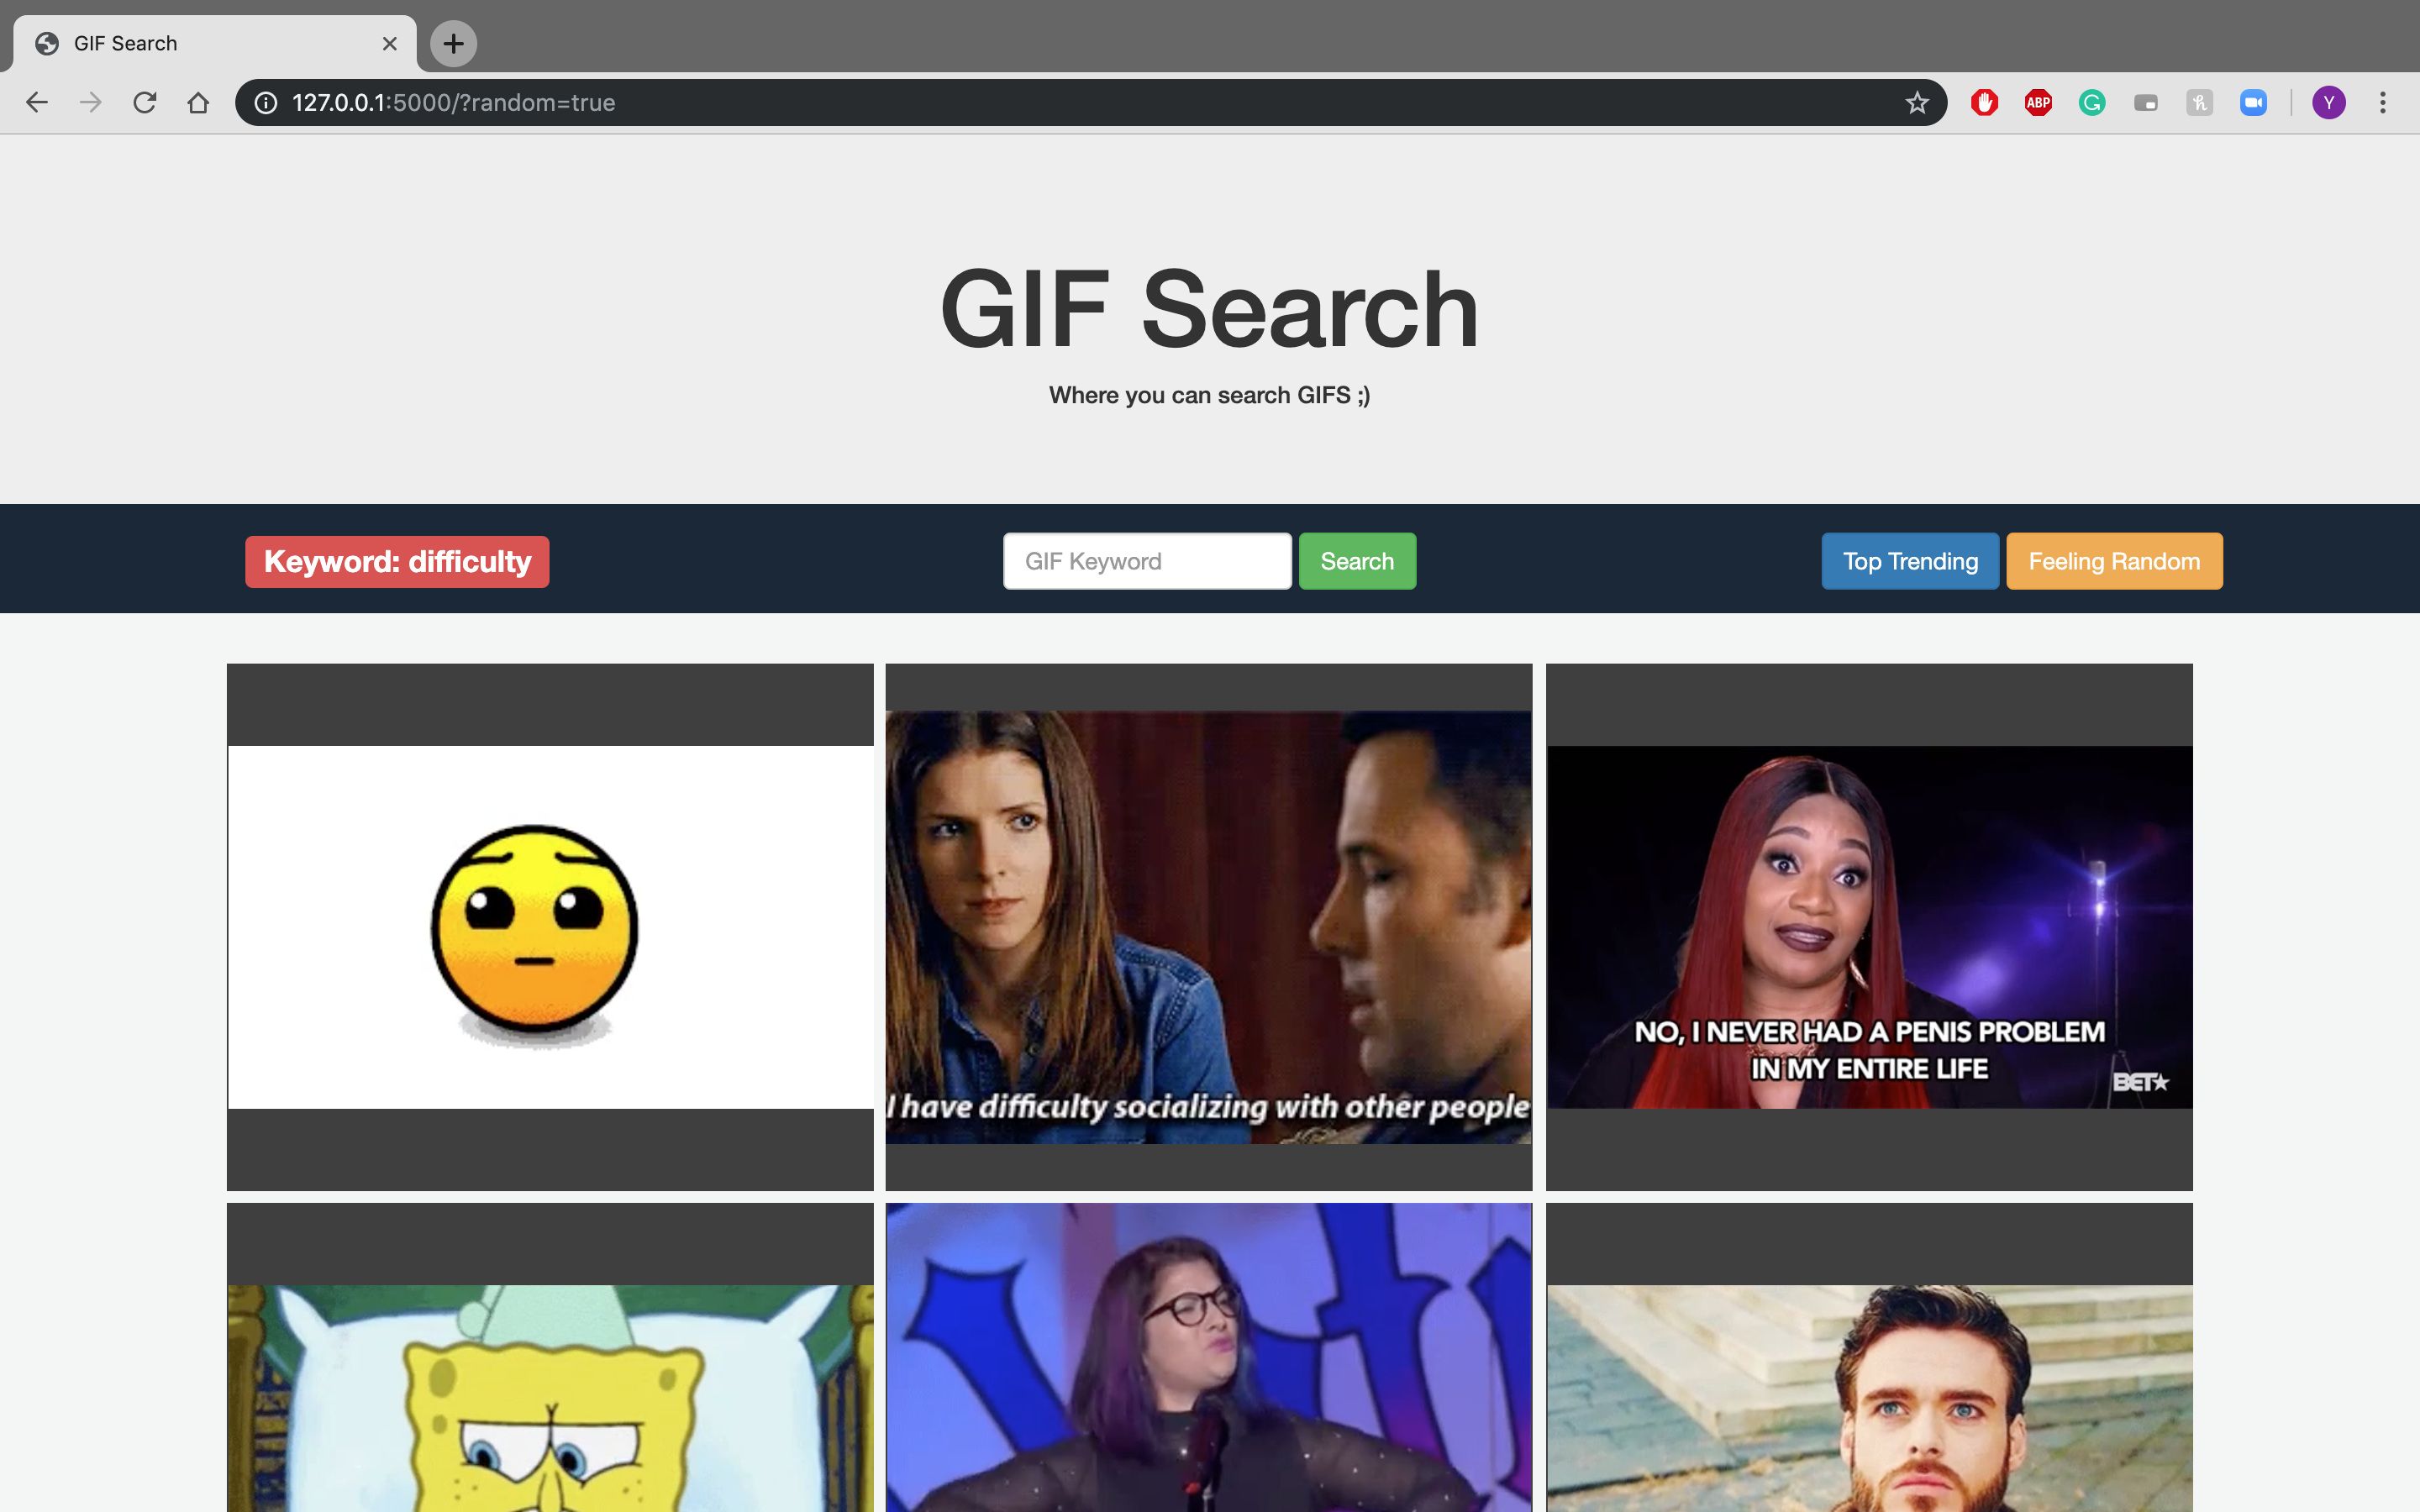 GIF Search
127.0.0.1:5000/?random=true
ABP
Y
GIF Search
Where you can search GIFS ;)
Keyword: difficulty
GIF Keyword
Search
Top Trending
Feeling Random
I have difficulty socializing with other people
NO, I NEVER HAD A PENIS PROBLEM
IN MY ENTIRE LIFE
BET★